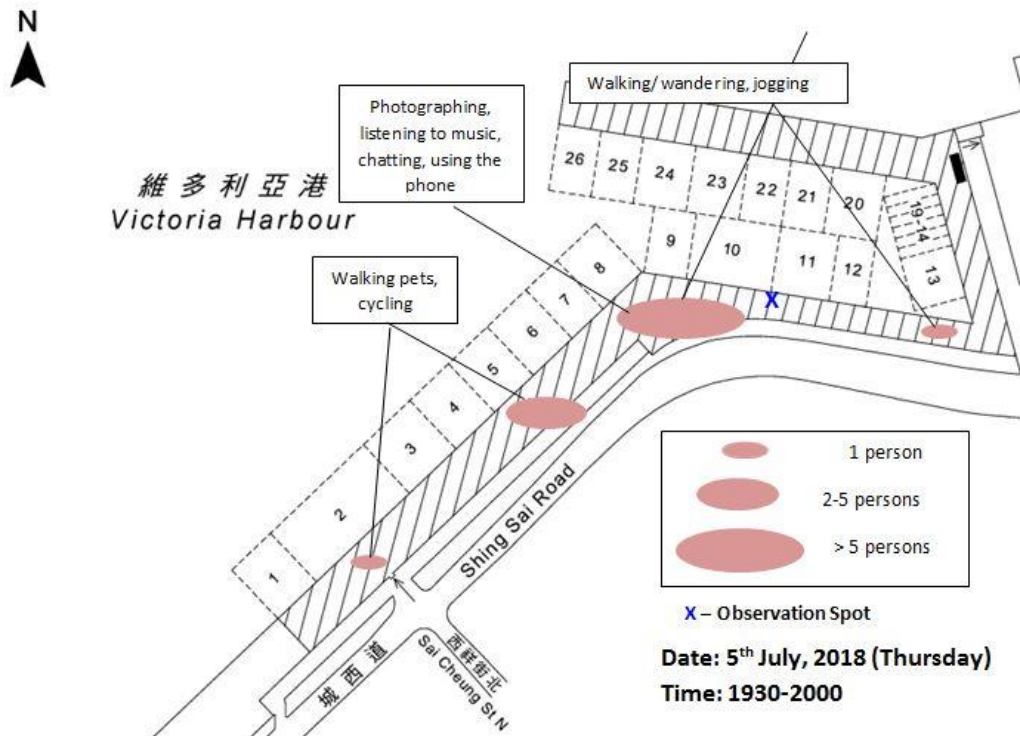 N
Walking/ wandering, jogging
Photographing,
listening to music,
chatting, using the
phone
維多利亞港
Victoria Harbour
Walking pets,
cycling
26
25
24
23
22
21
20
19
14
13
9
10
11
12
8
7
6
5
4
3
2
1
Shing Sai Road
城西道
西祥街北
Sai Cheung St N
1 person
2-5 persons
> 5 persons
X – Observation Spot
Date: 5th July, 2018 (Thursday)
Time: 1930-2000
X